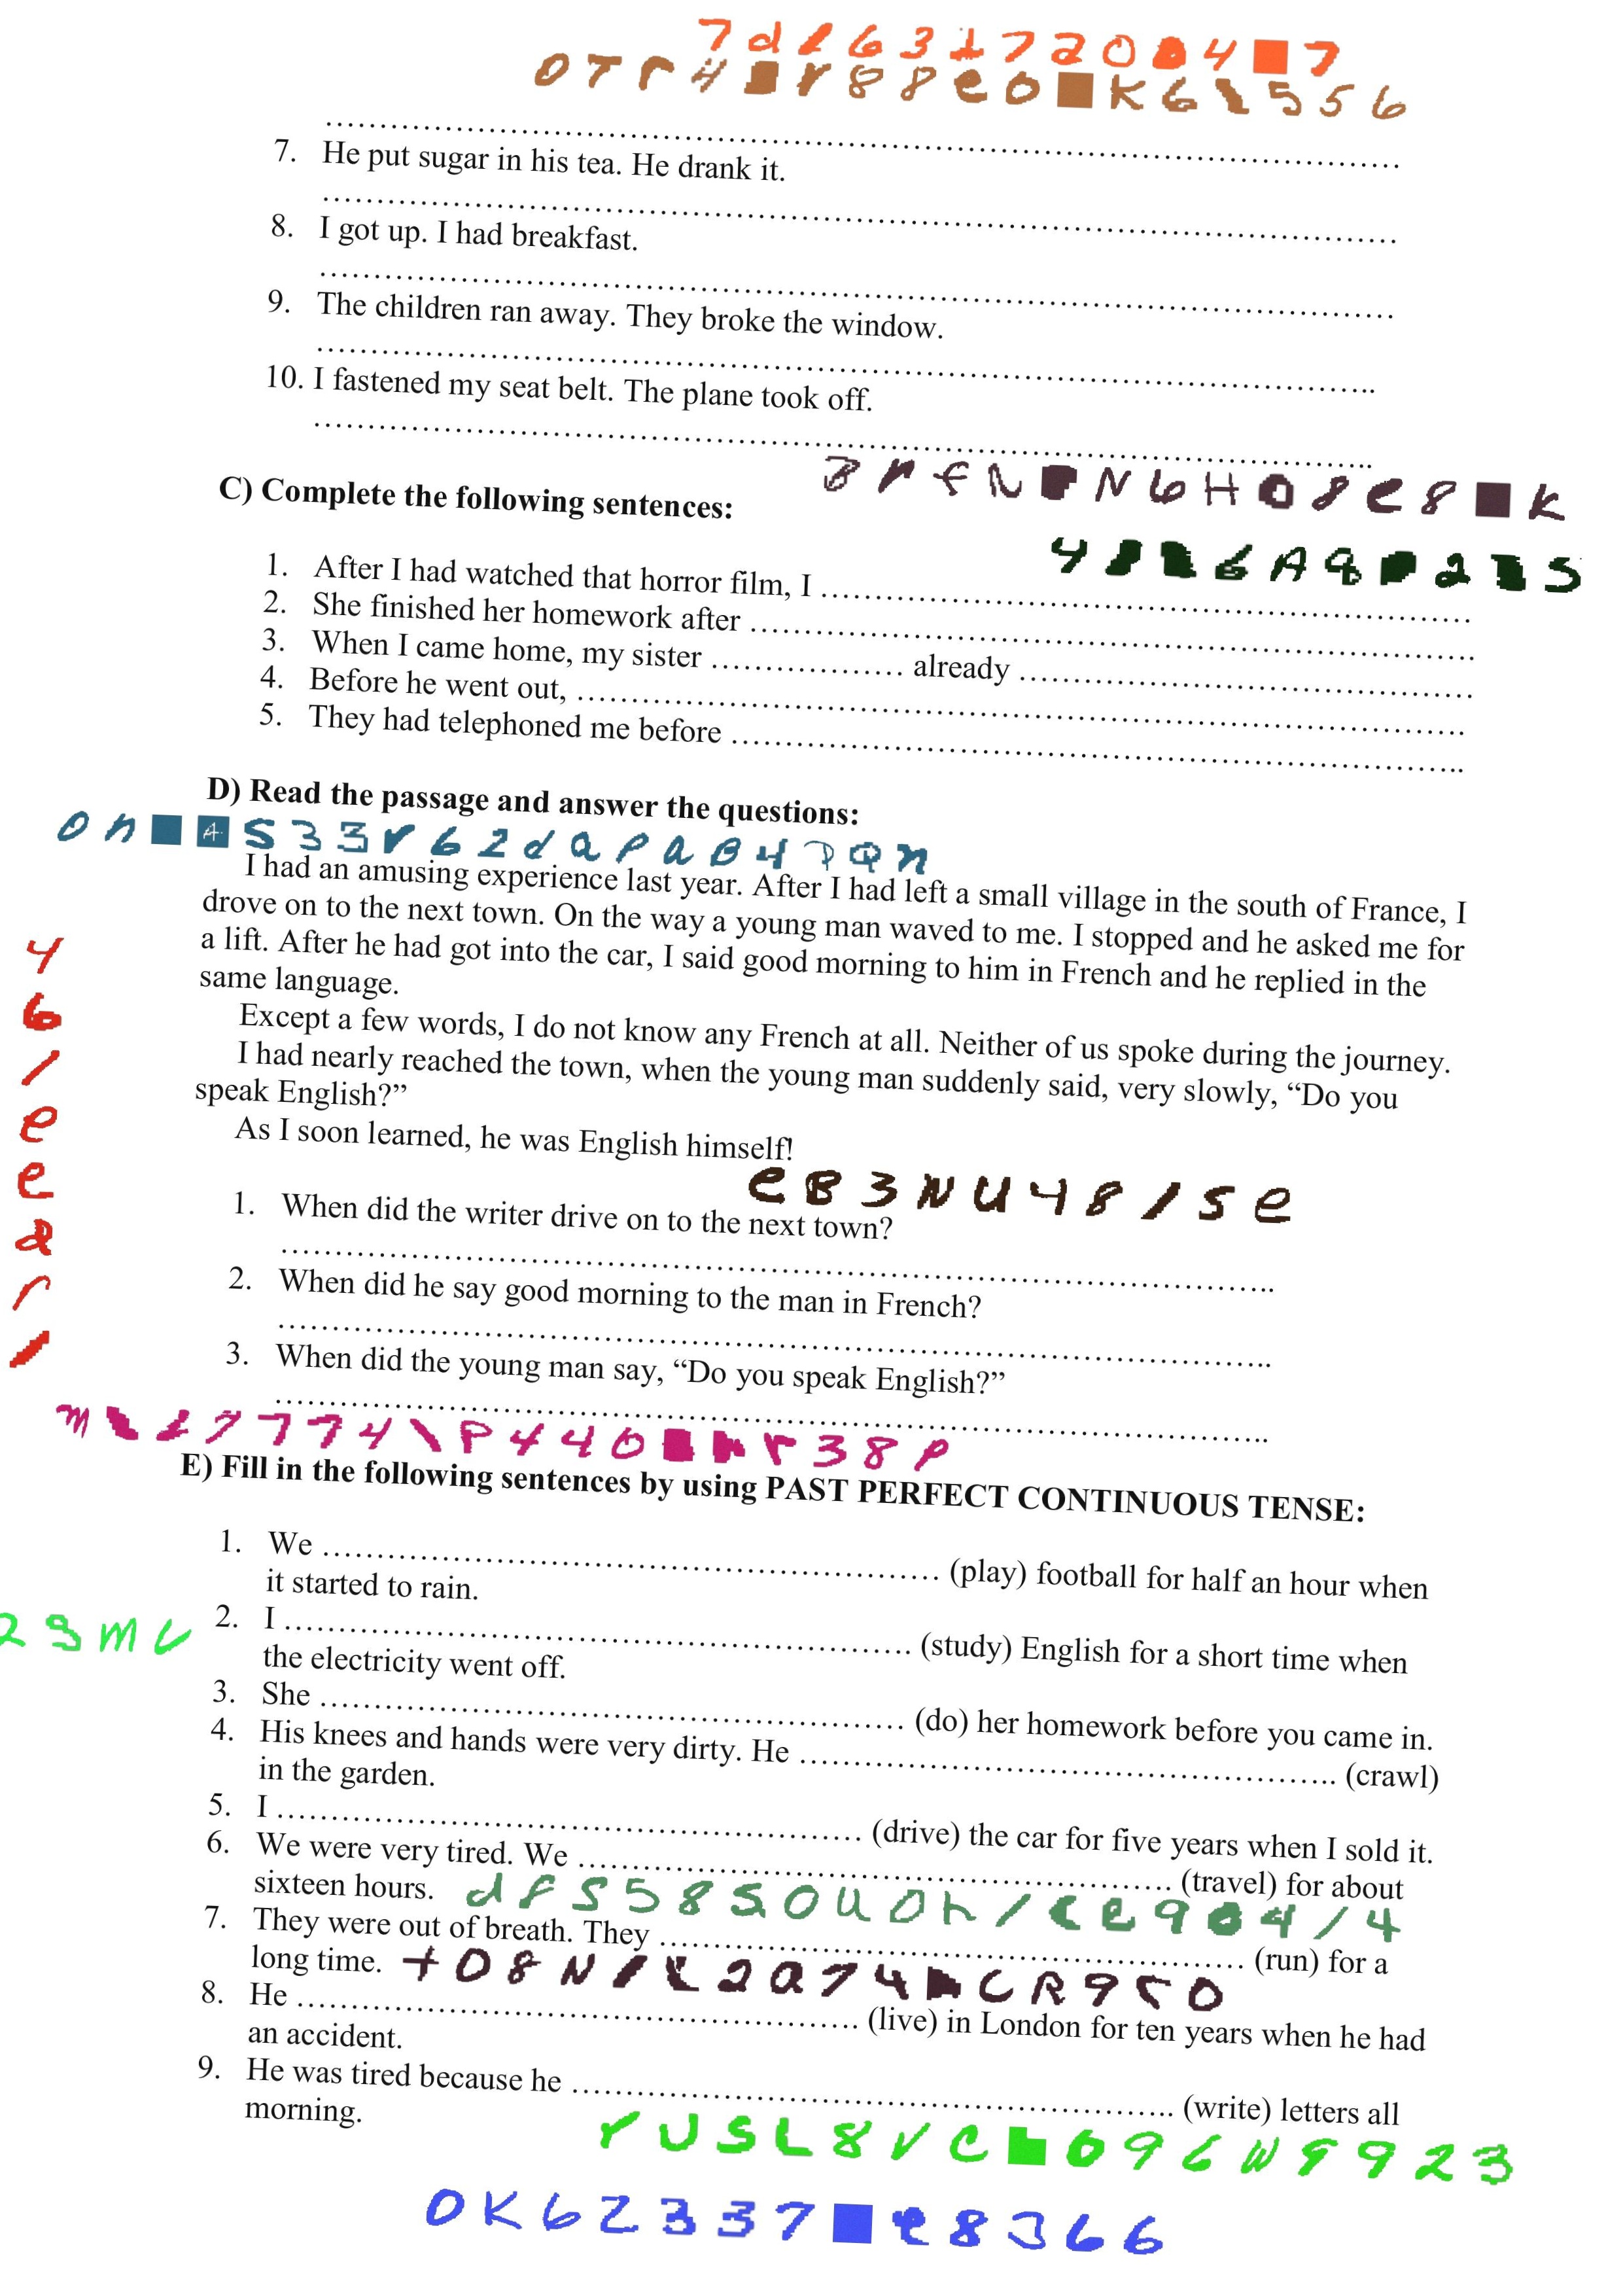 7. He put sugar in his tea. He drank it.
8. I got up. I had breakfast.
9. The children ran away. They broke the window.
10. I fastened my seat belt. The plane took off.
C) Complete the following sentences:
1. After I had watched that horror film, I ……………………………………………………
2. She finished her homework after ……………………………………………………
3. When I came home, my sister ……………… already ……………………………………
4. Before he went out, ……………………………………………………
5. They had telephoned me before ……………………………………………………
D) Read the passage and answer the questions:
I had an amusing experience last year. After I had left a small village in the south of France, I
drove on to the next town. On the way a young man waved to me. I stopped and he asked me for
a lift. After he had got into the car, I said good morning to him in French and he replied in the
same language.
Except a few words, I do not know any French at all. Neither of us spoke during the journey.
I had nearly reached the town, when the young man suddenly said, very slowly, “Do you
speak English?”
As I soon learned, he was English himself!
e B 3 N U 4 8 / S e
1. When did the writer drive on to the next town?
2. When did he say good morning to the man in French?
3. When did the young man say, “Do you speak English?”
E) Fill in the following sentences by using PAST PERFECT CONTINUOUS TENSE:
1. We …………………………………………… (play) football for half an hour when
it started to rain.
2. I …………………………………………… (study) English for a short time when
the electricity went off.
3. She …………………………………………… (do) her homework before you came in.
4. His knees and hands were very dirty. He …………………………………………… (crawl)
in the garden.
5. I …………………………………………… (drive) the car for five years when I sold it.
6. We were very tired. We …………………………………………… (travel) for about
sixteen hours.
7. They were out of breath. They …………………………………………… (run) for a
long time.
8. He …………………………………………… (live) in London for ten years when he had
an accident.
9. He was tired because he …………………………………………… (write) letters all
morning.